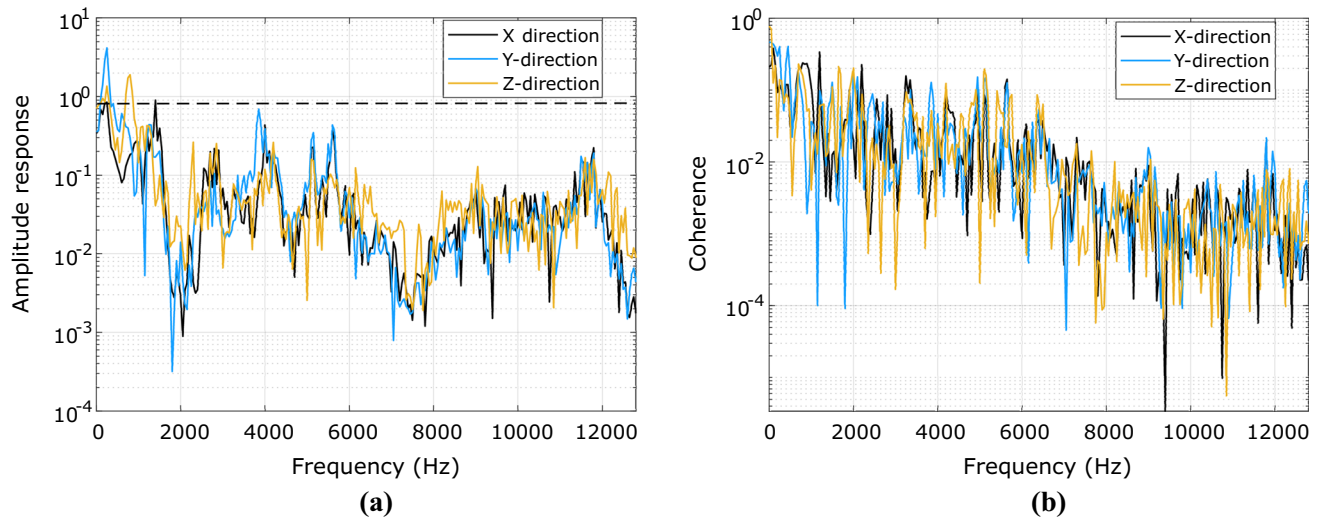 10^1
10^0
10^-1
10^-2
10^-3
10^-4
Amplitude response
X direction
Y-direction
Z-direction
0 2000 4000 6000 8000 10000 12000
Frequency (Hz)
(a)
10^0
10^-2
10^-4
Coherence
X-direction
Y-direction
Z-direction
0 2000 4000 6000 8000 10000 12000
Frequency (Hz)
(b)